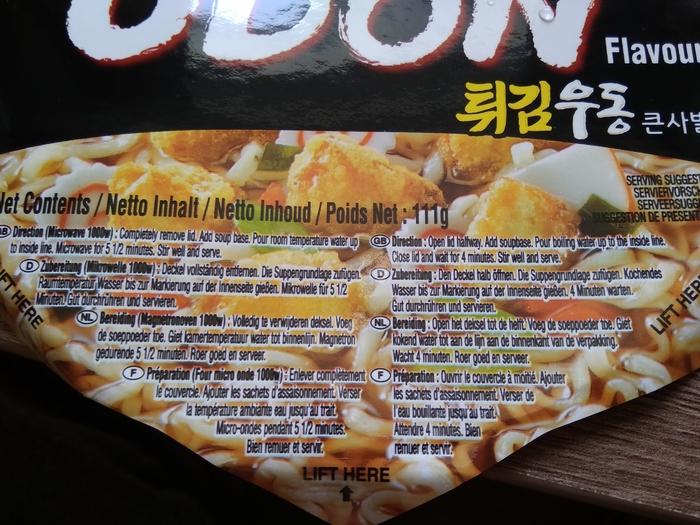 UDON
Flavour
튀김우동 큰사발
SERVING SUGGEST
SERVIERVORS
SERVEERSUGG
SUGGESTION DE PRESEN
Net Contents / Netto Inhalt / Netto Inhoud / Poids Net : 111g
GB Direction (Microwave 1000w) : Completely remove lid. Add soup base. Pour room temperature water up
to inside line. Microwave for 5 1/2 minutes. Stir well and serve.
D Zubereitung (Mikrowelle 1000w) : Deckel vollständig entfernen. Die Suppengrundlage zufügen.
Raumtemperatur Wasser bis zur Markierung auf der Innenseite gießen. Mikrowelle für 5 1/2
Minuten. Gut durchrühren und servieren.
NL Bereiding (Magnetronoven 1000w) : Volledig te verwijderen deksel. Voeg
de soeppoeder toe. Giet kamertemperatuur water tot binnenlijn. Magnetron
gedurende 5 1/2 minuten. Roer goed en serveer.
F Préparation (Four micro onde 1000w) : Enlever complètement
le couvercle. Ajouter les sachets d'assaisonnement. Verser
la température ambiante eau jusqu'au trait.
Micro-ondes pendant 5 1/2 minutes.
Bien remuer et servir.
GB Direction : Open lid halfway. Add soupbase. Pour boiling water up to the inside line.
Close lid and wait for 4 minutes. Stir well and serve.
D Zubereitung : Den Deckel halb öffnen. Die Suppengrundlage zufügen. Kochendes
Wasser bis zur Markierung auf der Innenseite gießen. 4 Minuten warten.
Gut durchrühren und servieren.
NL Bereiding : Open het deksel tot de helft. Voeg de soeppoeder toe. Giet
kokend water tot aan de lijn aan de binnenkant van de verpakking.
Wacht 4 minuten. Roer goed en serveer.
F Préparation : Ouvrir le couvercle à moitié. Ajouter
les sachets d'assaisonnement. Verser de
l'eau bouillante jusqu'au trait.
Attendre 4 minutes. Bien
remuer et servir.
LIFT HERE
LIFT HERE
LIFT HERE